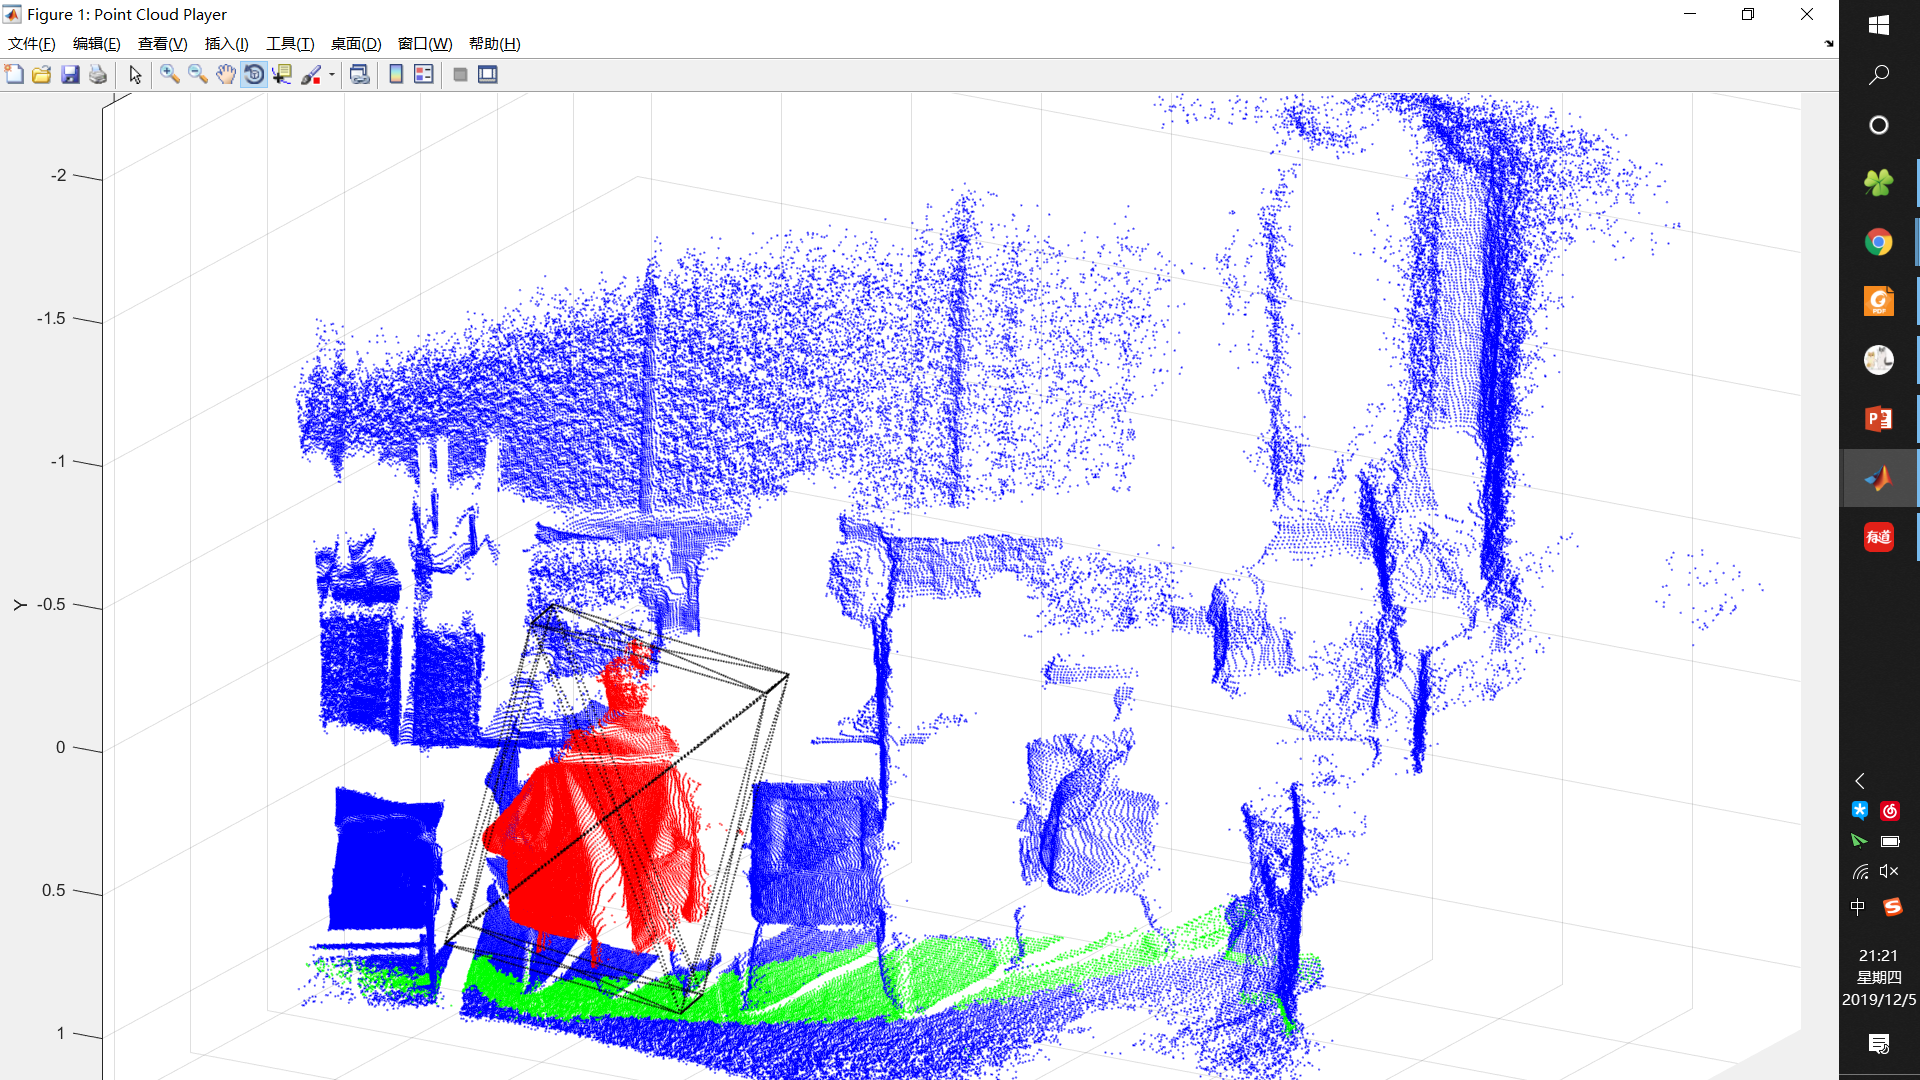 Figure 1: Point Cloud Player
文件(F) 编辑(E) 查看(V) 插入(I) 工具(T) 桌面(D) 窗口(W) 帮助(H)
-2
-1.5
-1
Y
-0.5
0
0.5
1
PDF
P
有道
中
S
21:21
星期四
2019/12/5